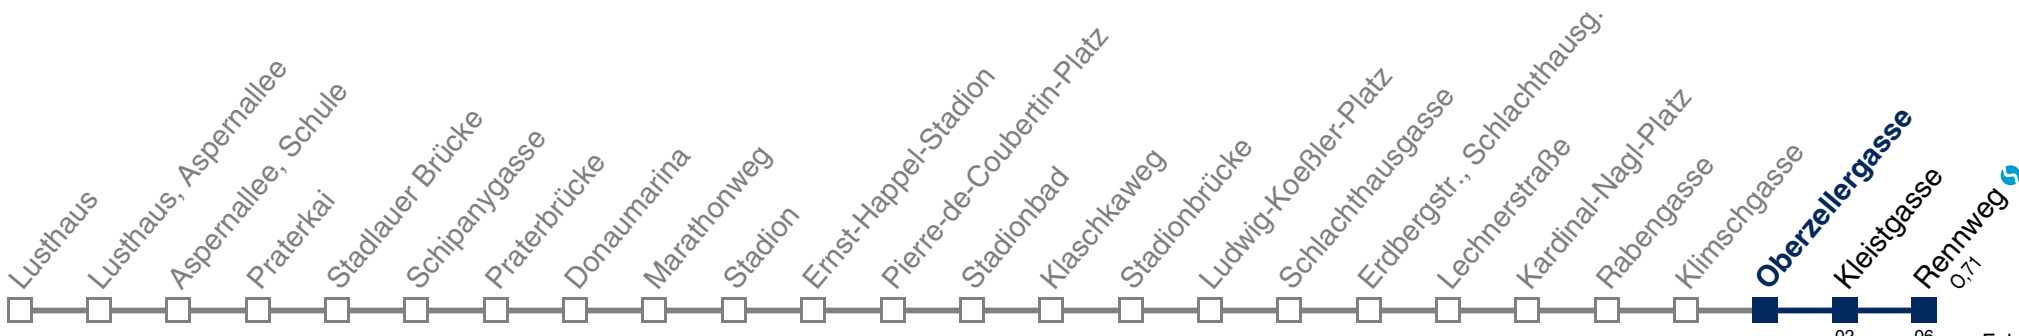 Lusthaus
Lusthaus, Aspernallee
Aspernallee, Schule
Praterkai
Stadlauer Brücke
Schipanygasse
Praterbrücke
Donaumarina
Marathonweg
Stadion
Ernst-Happel-Stadion
Pierre-de-Coubertin-Platz
Stadionbad
Klaschkaweg
Stadionbrücke
Ludwig-Koeßler-Platz
Schlachthausgasse
Erdbergstr., Schlachthausg.
Lechnerstraße
Kardinal-Nagl-Platz
Rabengasse
Klimschgasse
Oberzellergasse
Kleistgasse
Rennweg
0,71